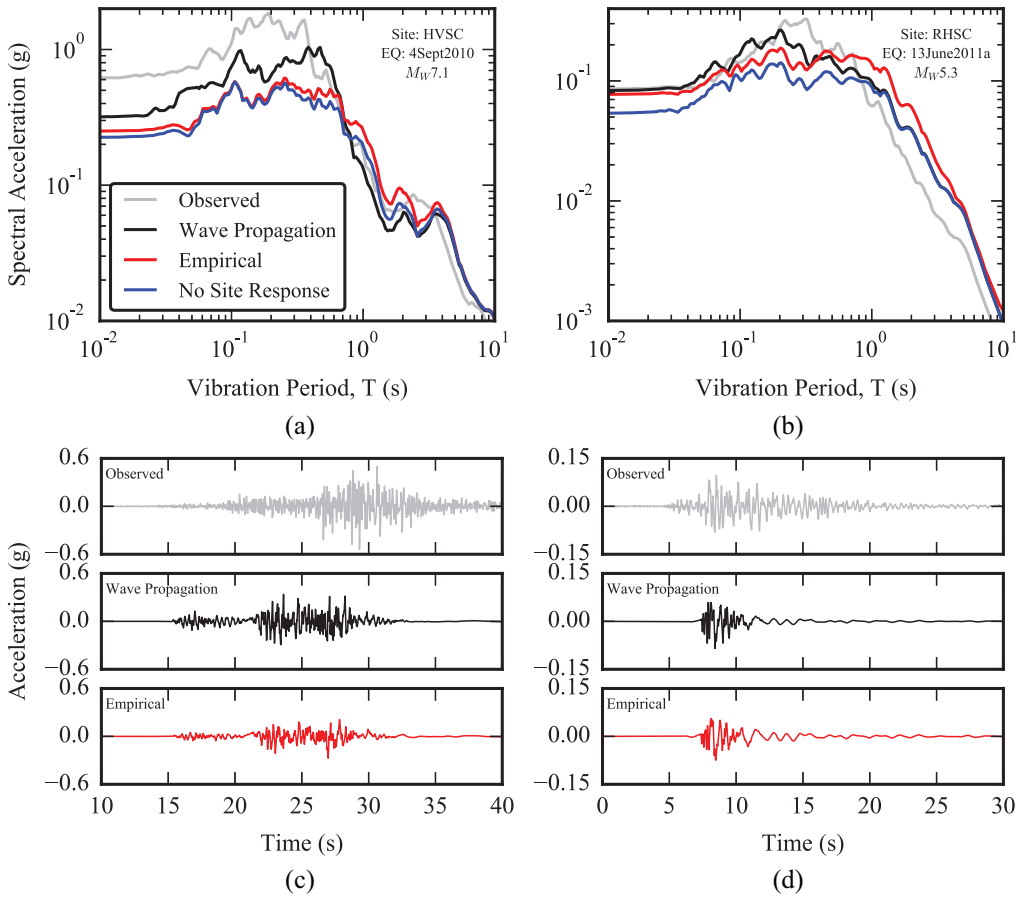 Spectral Acceleration (g)
10^0
10^-1
10^-2
Site: HVSC
EQ: 4Sept2010
M_W7.1
Observed
Wave Propagation
Empirical
No Site Response
10^-2 10^-1 10^0 10^1
Vibration Period, T (s)
(a)
10^-1
10^-2
10^-3
Site: RHSC
EQ: 13June2011a
M_W5.3
10^-2 10^-1 10^0 10^1
Vibration Period, T (s)
(b)
Acceleration (g)
0.6
0.0
−0.6
Observed
0.6
0.0
−0.6
Wave Propagation
0.6
0.0
−0.6
Empirical
10 15 20 25 30 35 40
Time (s)
(c)
0.15
0.00
−0.15
Observed
0.15
0.00
−0.15
Wave Propagation
0.15
0.00
−0.15
Empirical
0 5 10 15 20 25 30
Time (s)
(d)